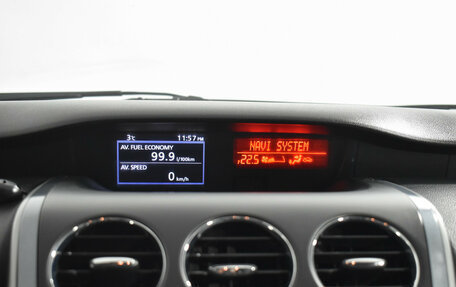 3°C 11:57 PM
AV. FUEL ECONOMY
99.9 l/100km
AV. SPEED
0 km/h
NAVI SYSTEM
22.5